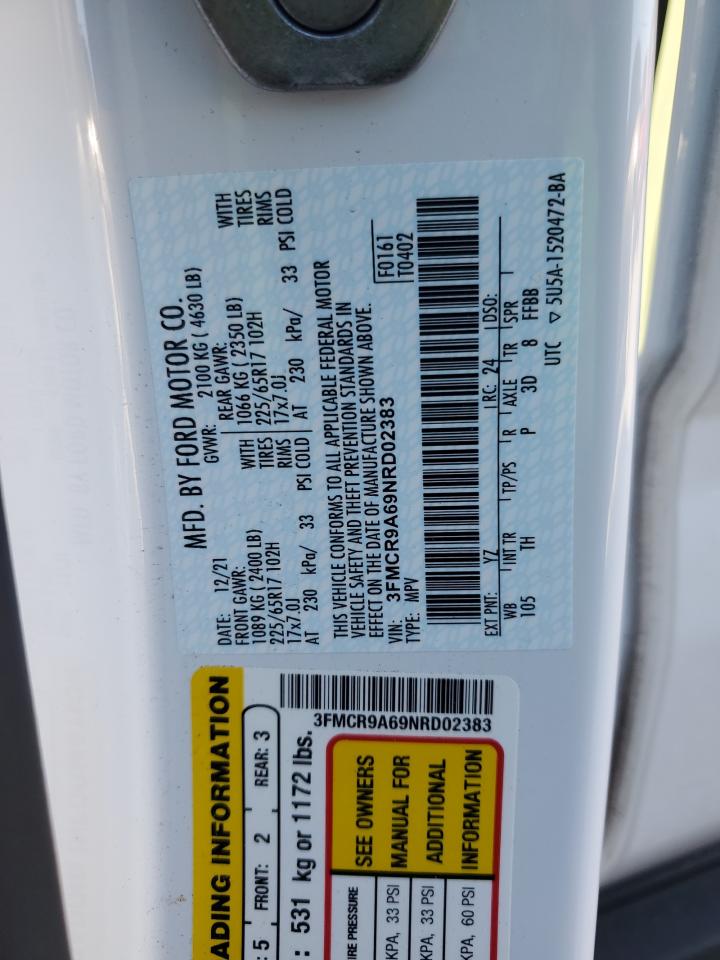 MFD. BY FORD MOTOR CO.
DATE: 12/21 GVWR: 2100 KG ( 4630 LB)
FRONT GAWR: REAR GAWR:
1089 KG ( 2400 LB) WITH 1066 KG ( 2350 LB) WITH
225/65R17 102H TIRES 225/65R17 102H TIRES
17x7.0J RIMS 17x7.0J RIMS
AT 230 kPa/ 33 PSI COLD AT 230 kPa/ 33 PSI COLD
THIS VEHICLE CONFORMS TO ALL APPLICABLE FEDERAL MOTOR
VEHICLE SAFETY AND THEFT PREVENTION STANDARDS IN
EFFECT ON THE DATE OF MANUFACTURE SHOWN ABOVE.
VIN: 3FMCR9A69NRD02383 F0161
TYPE: MPV T0402
EXT PNT: YZ RC: 24 DSO:
WB INT TR TP/PS R AXLE TR SPR
105 TH P 3D 8 FFBB
UTC ▽ 5U5A-1520472-BA
ADING INFORMATION
: 5 FRONT: 2 REAR: 3
: 531 kg or 1172 lbs.
3FMCR9A69NRD02383
IRE PRESSURE
KPA, 33 PSI
KPA, 33 PSI
KPA, 60 PSI
SEE OWNERS
MANUAL FOR
ADDITIONAL
INFORMATION